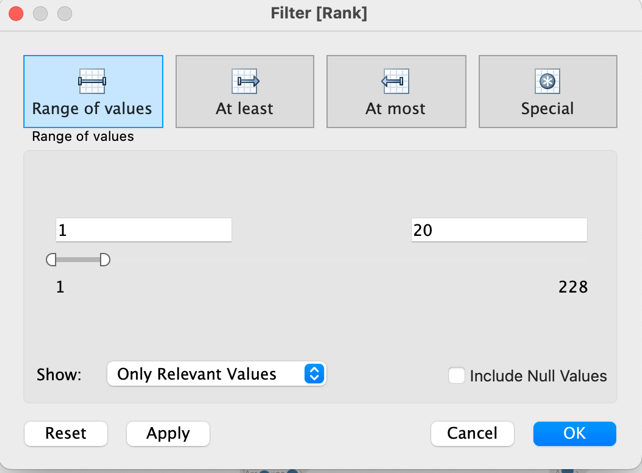 Filter [Rank]
Range of values At least At most Special
Range of values
1 20
1 228
Show: Only Relevant Values Include Null Values
Reset Apply Cancel OK